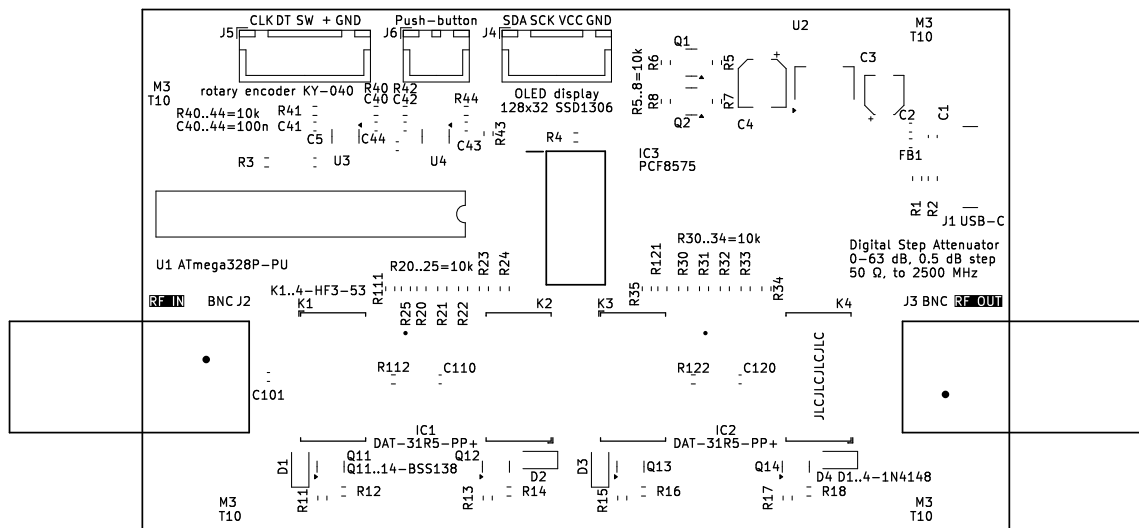 CLK DT SW + GND
Push-button
SDA SCK VCC GND
J5
J6
J4
Q1
U2
M3
T10
R6
R5
R5..8=10k
C3
M3
T10
rotary encoder KY-040
R40 R42
OLED display
128x32 SSD1306
R8
R7
R40..44=10k
R41
C40 C42
R44
C40..44=100n
C41
C5
C44
C43
R43
R4
Q2
C4
C2
C1
R3
U3
U4
IC3
PCF8575
FB1
R1
R2
J1 USB-C
U1 ATmega328P-PU
R111
R20..25=10k
R23
R24
R121
R30..34=10k
R30
R31
R32
R33
R34
R35
Digital Step Attenuator
0-63 dB, 0.5 dB step
50 Ω, to 2500 MHz
K1..4-HF3-53
RF IN
BNC J2
K1
R25
R20
R21
R22
K2
K3
K4
J3 BNC
RF OUT
R112
C110
R122
C120
JLCJLCJLCJLC
C101
IC1
DAT-31R5-PP+
IC2
DAT-31R5-PP+
D1
Q11
Q11..14-BSS138
Q12
D2
D3
Q13
Q14
D4 D1..4-1N4148
R11
R12
R13
R14
R15
R16
R17
R18
M3
T10
M3
T10